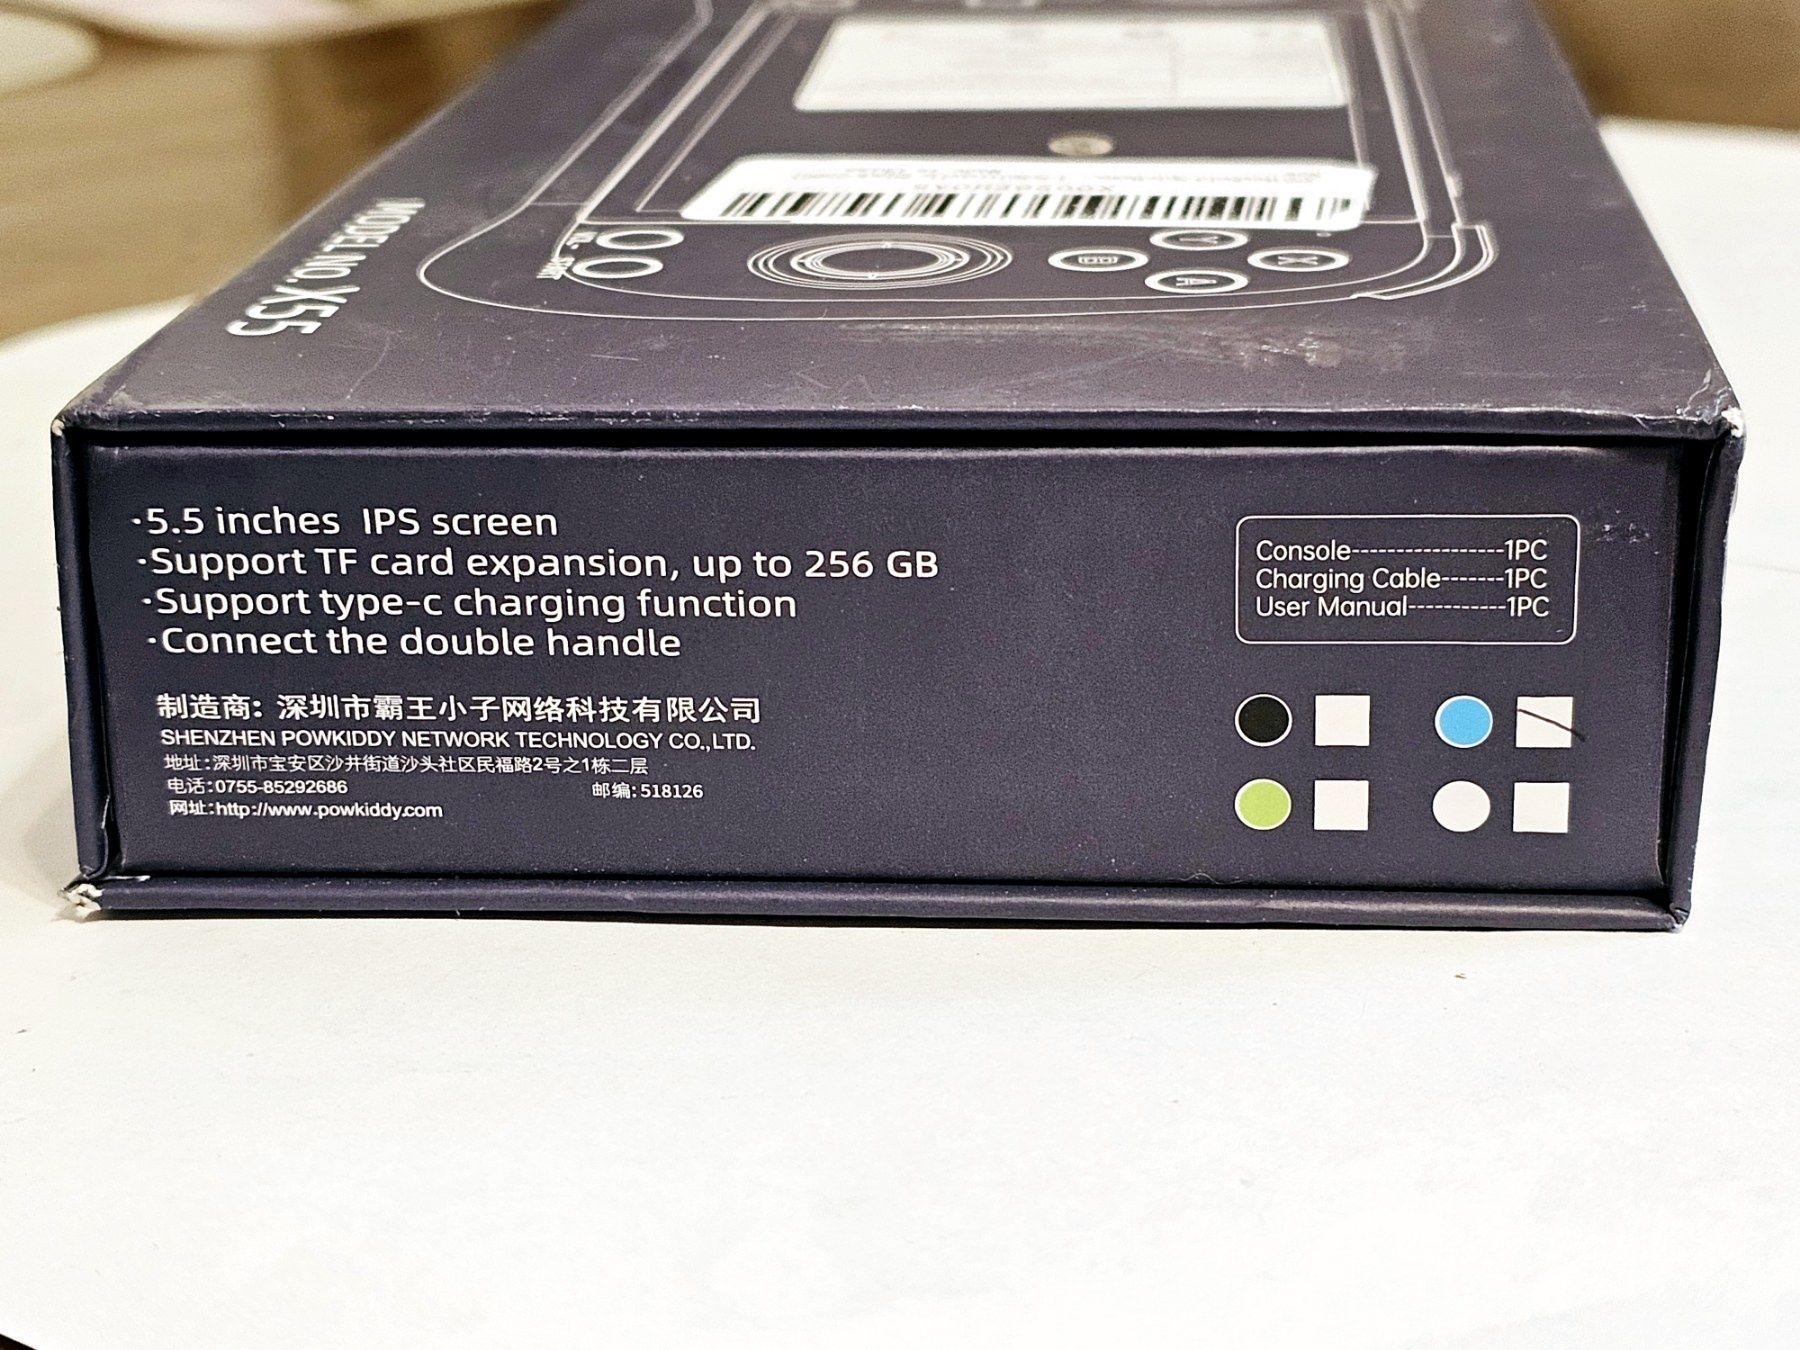 MODEL NO.: X55
X009dEU0A5
START
Y
X
B
A
·5.5 inches IPS screen
·Support TF card expansion, up to 256 GB
·Support type-c charging function
·Connect the double handle
制造商: 深圳市霸王小子网络科技有限公司
SHENZHEN POWKIDDY NETWORK TECHNOLOGY CO.,LTD.
地址:深圳市宝安区沙井街道沙头社区民福路2号之1栋二层
电话:0755-85292686 邮编:518126
网址:http://www.powkiddy.com
Console-----------------1PC
Charging Cable-------1PC
User Manual-----------1PC